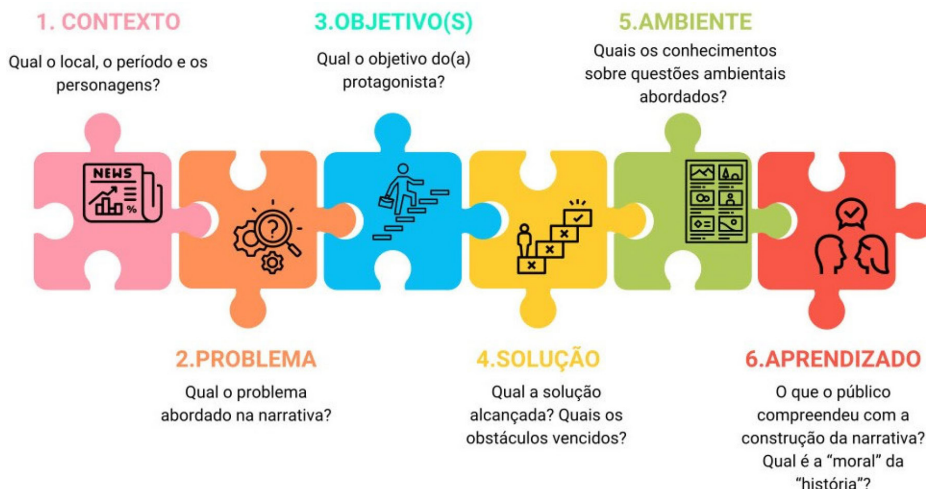 1. CONTEXTO
Qual o local, o período e os
personagens?
3.OBJETIVO(S)
Qual o objetivo do(a)
protagonista?
5.AMBIENTE
Quais os conhecimentos
sobre questões ambientais
abordados?
NEWS
%
?
2.PROBLEMA
Qual o problema
abordado na narrativa?
4.SOLUÇÃO
Qual a solução
alcançada? Quais os
obstáculos vencidos?
6.APRENDIZADO
O que o público
compreendeu com a
construção da narrativa?
Qual é a “moral” da
“história”?